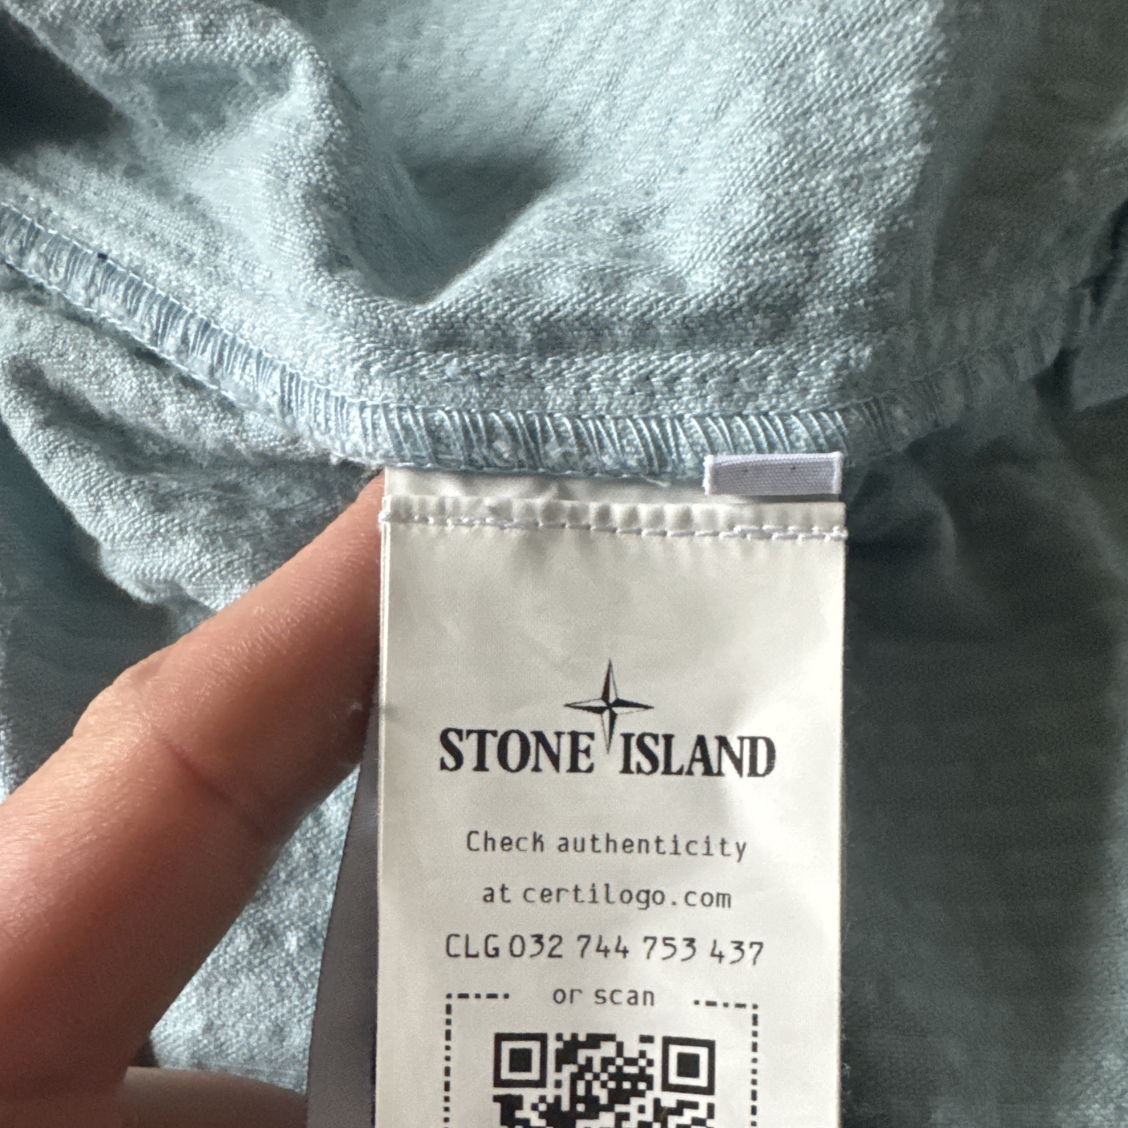 STONE ISLAND
Check authenticity
at certilogo.com
CLG 032 744 753 437
or scan